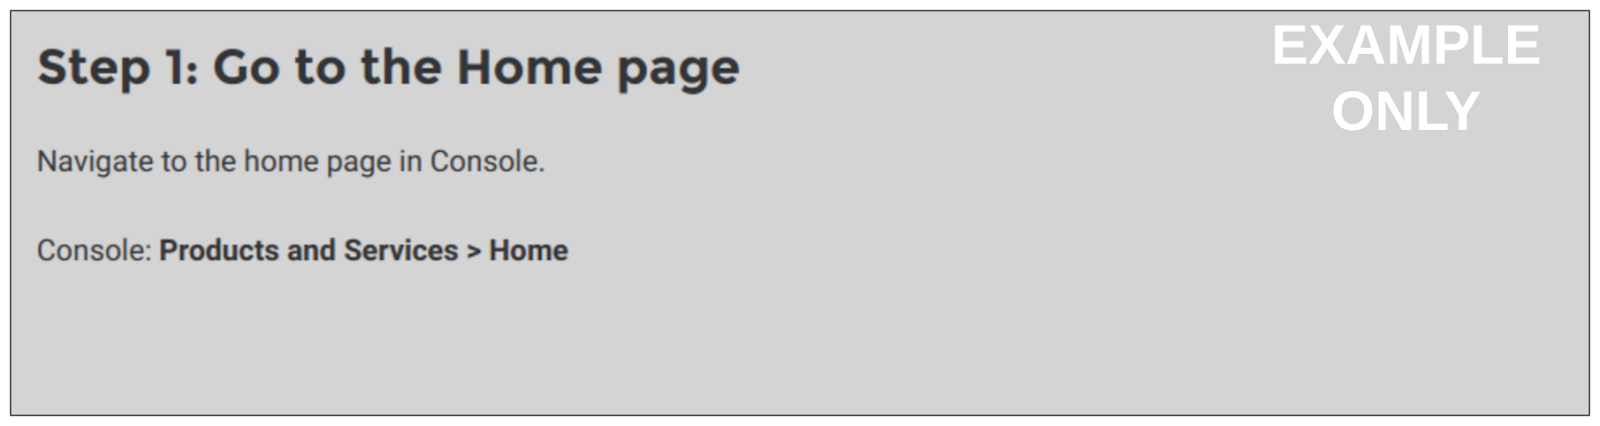 Step 1: Go to the Home page
EXAMPLE
ONLY
Navigate to the home page in Console.
Console: Products and Services > Home